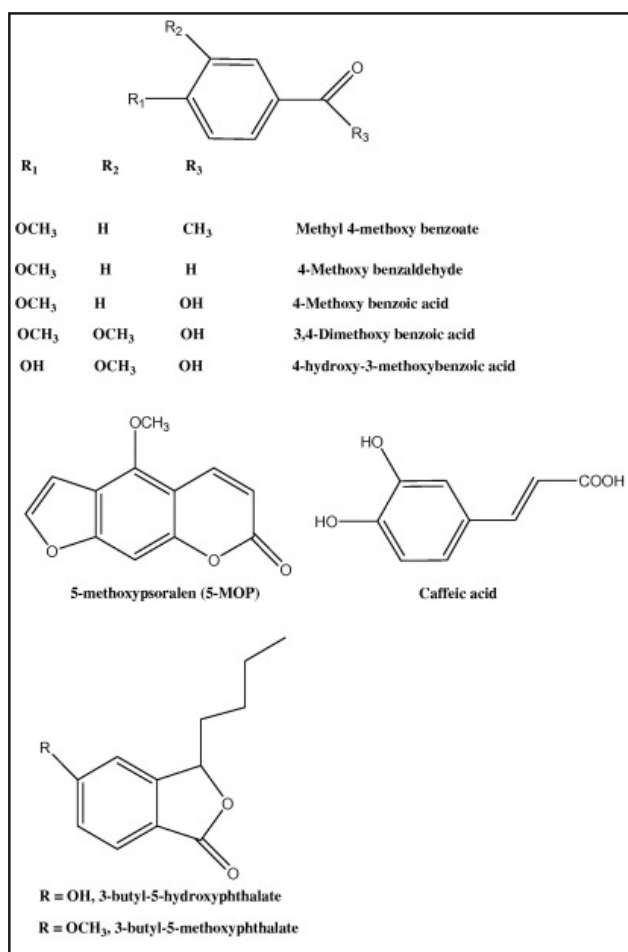 R2
O
R1
R3
R1 R2 R3
OCH3 H CH3 Methyl 4-methoxy benzoate
OCH3 H H 4-Methoxy benzaldehyde
OCH3 H OH 4-Methoxy benzoic acid
OCH3 OCH3 OH 3,4-Dimethoxy benzoic acid
OH OCH3 OH 4-hydroxy-3-methoxybenzoic acid
OCH3
O
O
O
5-methoxypsoralen (5-MOP)
HO
HO
COOH
Caffeic acid
R
O
O
R = OH, 3-butyl-5-hydroxyphthalate
R = OCH3, 3-butyl-5-methoxyphthalate